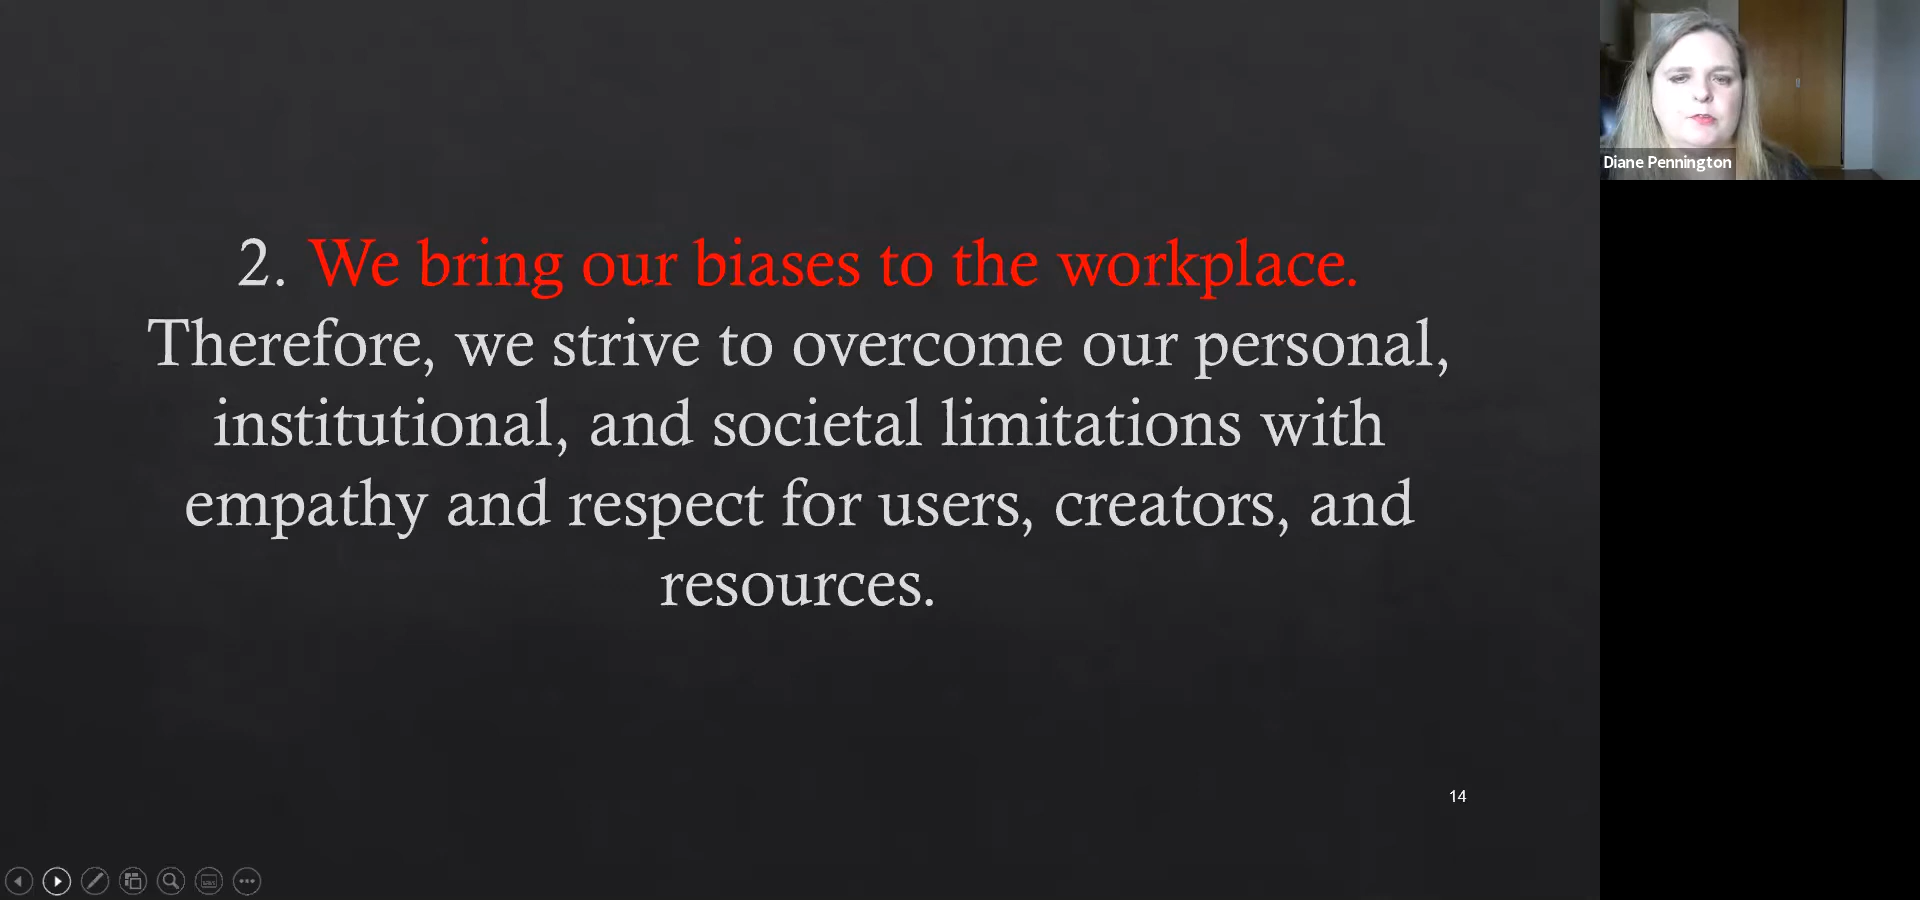 2. We bring our biases to the workplace.
Therefore, we strive to overcome our personal,
institutional, and societal limitations with
empathy and respect for users, creators, and
resources.
14
Diane Pennington